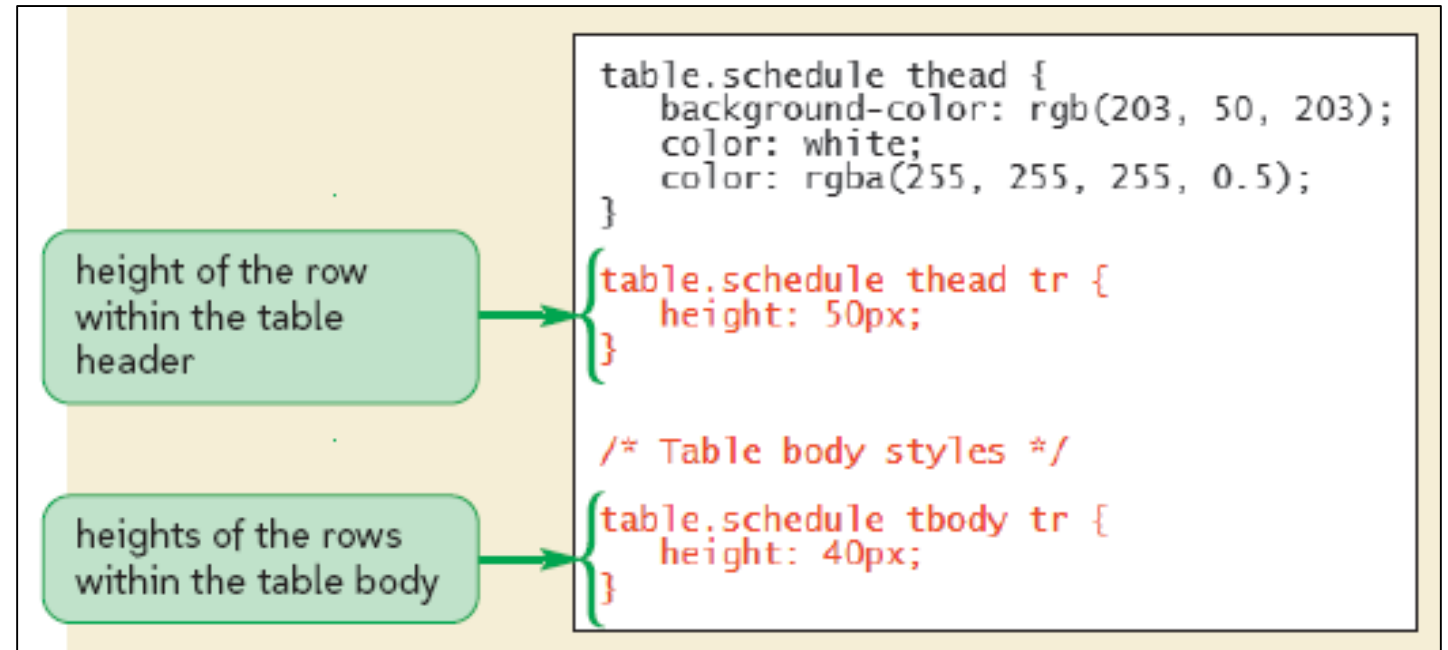 table.schedule thead {
background-color: rgb(203, 50, 203);
color: white;
color: rgba(255, 255, 255, 0.5);
}
height of the row
within the table
header
table.schedule thead tr {
height: 50px;
}
/* Table body styles */
heights of the rows
within the table body
table.schedule tbody tr {
height: 40px;
}